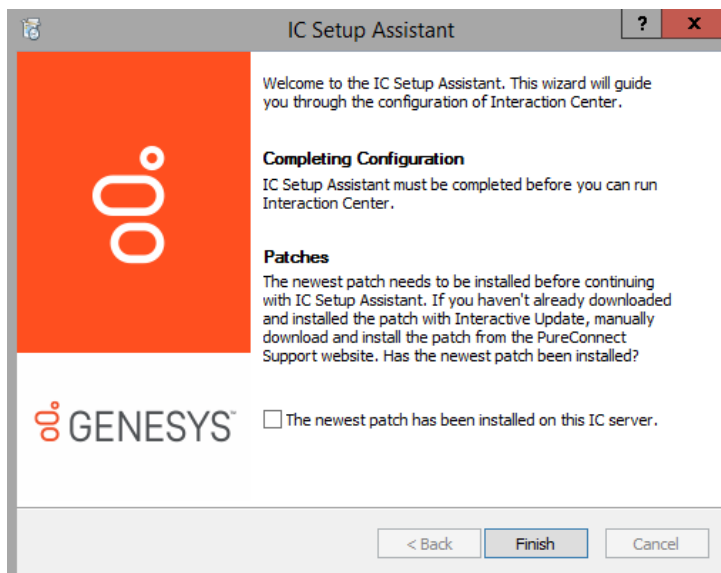 IC Setup Assistant
?
x
Welcome to the IC Setup Assistant. This wizard will guide
you through the configuration of Interaction Center.
Completing Configuration
IC Setup Assistant must be completed before you can run
Interaction Center.
Patches
The newest patch needs to be installed before continuing
with IC Setup Assistant. If you haven't already downloaded
and installed the patch with Interactive Update, manually
download and install the patch from the PureConnect
Support website. Has the newest patch been installed?
GENESYS™
The newest patch has been installed on this IC server.
< Back
Finish
Cancel